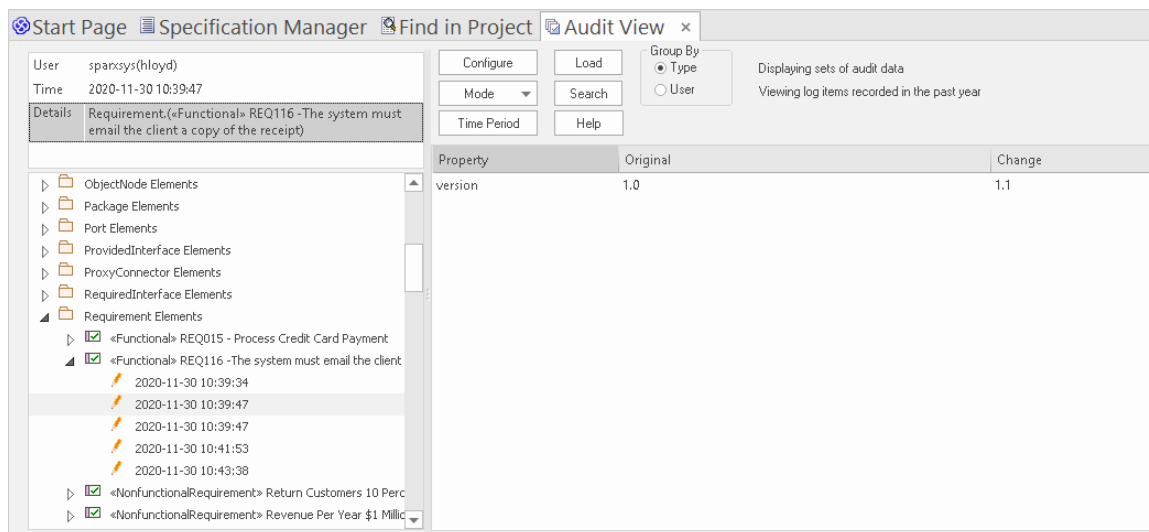 Start Page Specification Manager Find in Project Audit View ×
User sparxsys(hloyd)
Time 2020-11-30 10:39:47
Details Requirement.(«Functional» REQ116 -The system must
email the client a copy of the receipt)
Configure Load
Mode Search
Time Period Help
Group By
Type
User
Displaying sets of audit data
Viewing log items recorded in the past year
Property Original Change
version 1.0 1.1
ObjectNode Elements
Package Elements
Port Elements
ProvidedInterface Elements
ProxyConnector Elements
RequiredInterface Elements
Requirement Elements
«Functional» REQ015 - Process Credit Card Payment
«Functional» REQ116 -The system must email the client
2020-11-30 10:39:34
2020-11-30 10:39:47
2020-11-30 10:39:47
2020-11-30 10:41:53
2020-11-30 10:43:38
«NonfunctionalRequirement» Return Customers 10 Perc
«NonfunctionalRequirement» Revenue Per Year $1 Millic